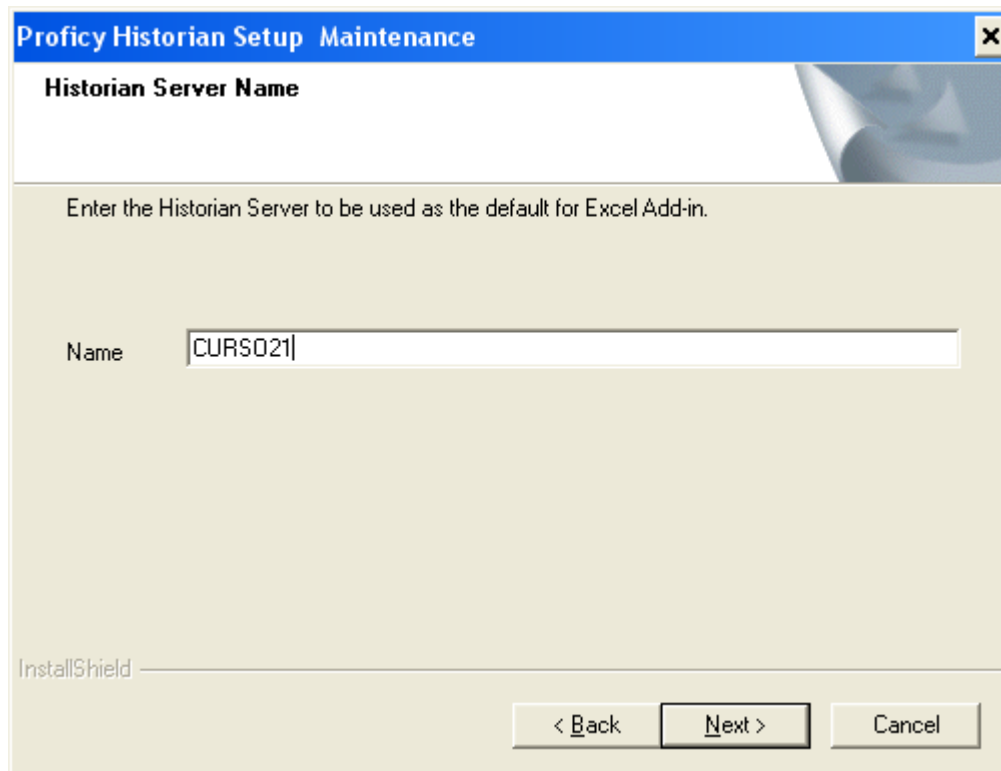 Proficy Historian Setup  Maintenance
Historian Server Name
Enter the Historian Server to be used as the default for Excel Add-in.
Name CURSO21
InstallShield
< Back Next > Cancel